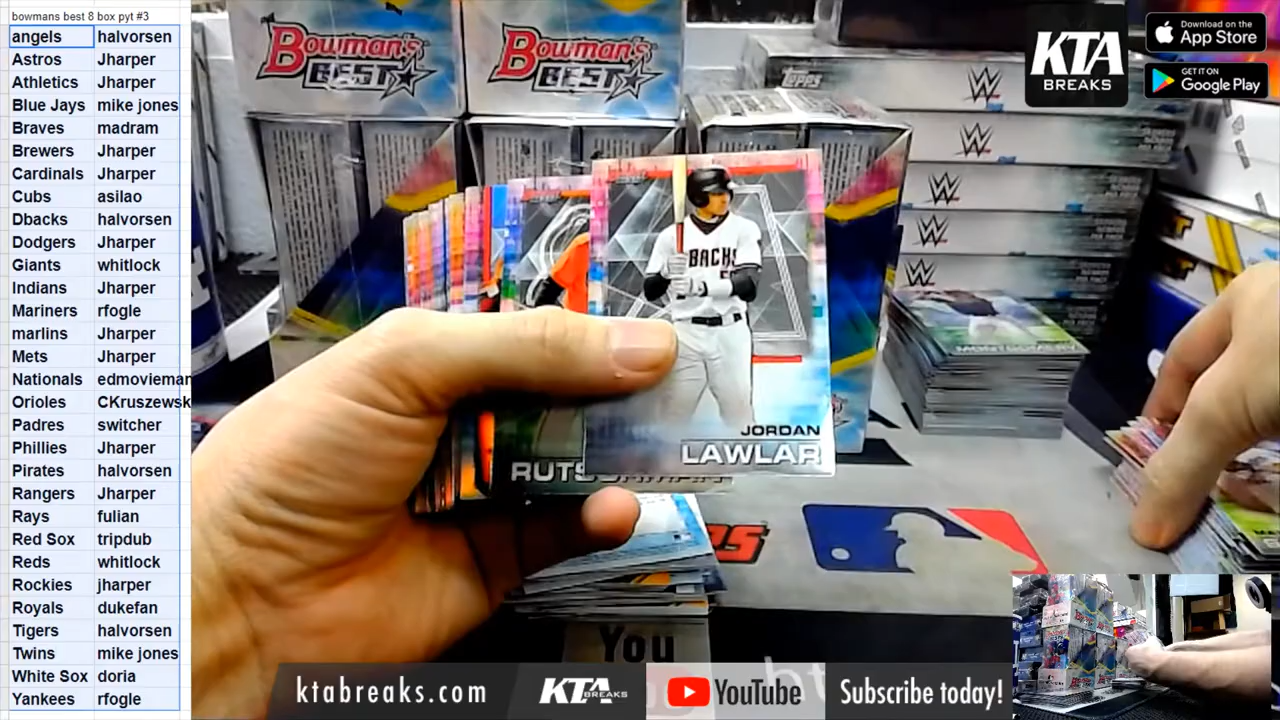 bowmans best 8 box pyt #3
angels halvorsen
Astros Jharper
Athletics Jharper
Blue Jays mike jones
Braves madram
Brewers Jharper
Cardinals Jharper
Cubs asilao
Dbacks halvorsen
Dodgers Jharper
Giants whitlock
Indians Jharper
Mariners rfogle
marlins Jharper
Mets Jharper
Nationals edmovieman
Orioles CKruszewsk
Padres switcher
Phillies Jharper
Pirates halvorsen
Rangers Jharper
Rays fulian
Red Sox tripdub
Reds whitlock
Rockies jharper
Royals dukefan
Tigers halvorsen
Twins mike jones
White Sox doria
Yankees rfogle
Bowman's
BEST
Bowman's
BEST
topps
W
W
W
W
KTA
BREAKS
Download on the
App Store
GET IT ON
Google Play
BACKS
JORDAN
LAWLAR
You
ktabreaks.com
KTA
BREAKS
YouTube
Subscribe today!